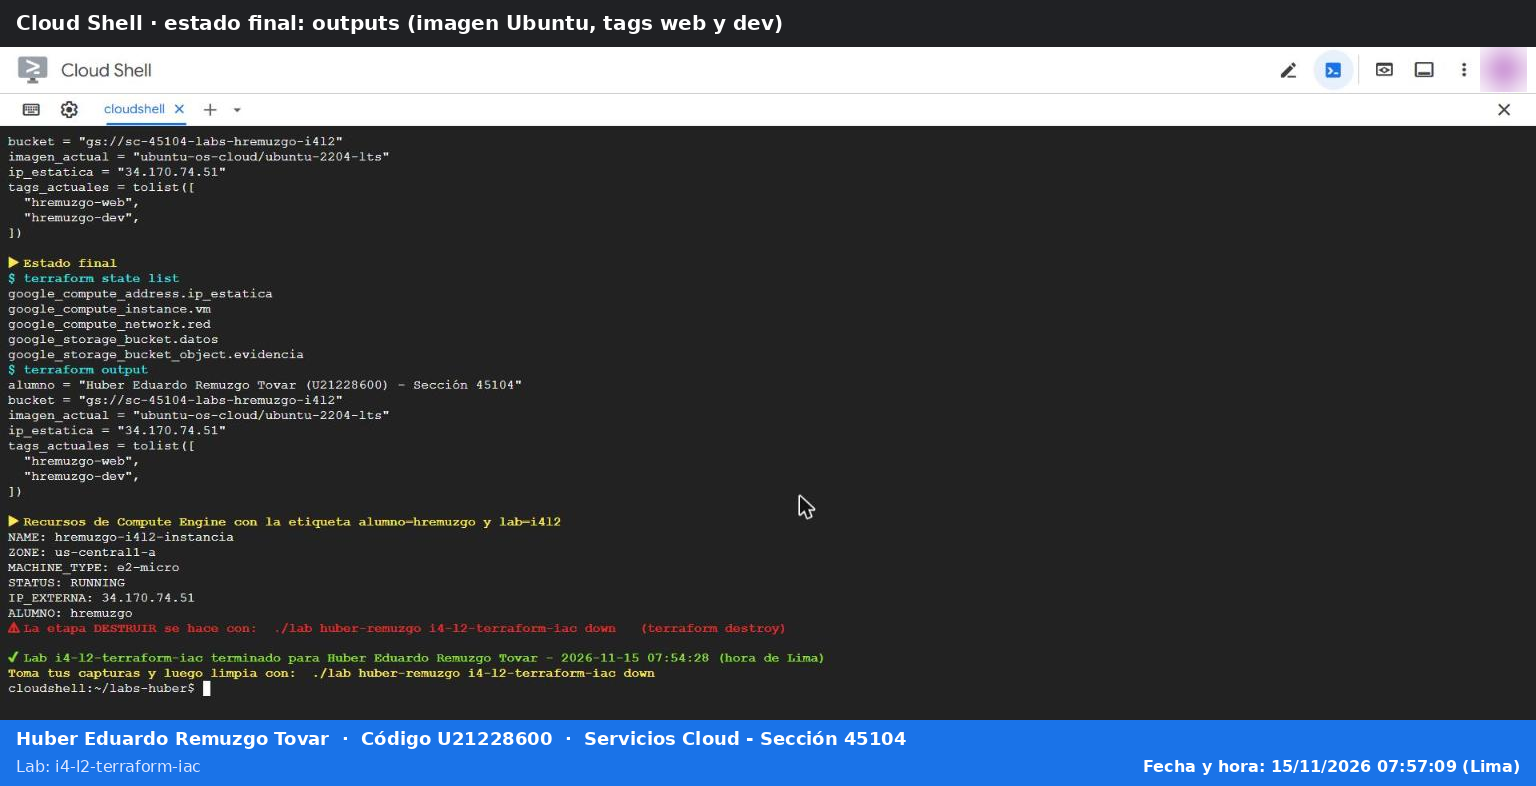 Cloud Shell · estado final: outputs (imagen Ubuntu, tags web y dev)
Cloud Shell
cloudshell
bucket = "gs://sc-45104-labs-hremuzgo-i4l2"
imagen_actual = "ubuntu-os-cloud/ubuntu-2204-lts"
ip_estatica = "34.170.74.51"
tags_actuales = tolist([
  "hremuzgo-web",
  "hremuzgo-dev",
])
▶ Estado final
$ terraform state list
google_compute_address.ip_estatica
google_compute_instance.vm
google_compute_network.red
google_storage_bucket.datos
google_storage_bucket_object.evidencia
$ terraform output
alumno = "Huber Eduardo Remuzgo Tovar (U21228600) - Sección 45104"
bucket = "gs://sc-45104-labs-hremuzgo-i4l2"
imagen_actual = "ubuntu-os-cloud/ubuntu-2204-lts"
ip_estatica = "34.170.74.51"
tags_actuales = tolist([
  "hremuzgo-web",
  "hremuzgo-dev",
])
▶ Recursos de Compute Engine con la etiqueta alumno=hremuzgo y lab=i4l2
NAME: hremuzgo-i4l2-instancia
ZONE: us-central1-a
MACHINE_TYPE: e2-micro
STATUS: RUNNING
IP_EXTERNA: 34.170.74.51
ALUMNO: hremuzgo
⚠ La etapa DESTRUIR se hace con:  ./lab huber-remuzgo i4-l2-terraform-iac down   (terraform destroy)
✔ Lab i4-l2-terraform-iac terminado para Huber Eduardo Remuzgo Tovar - 2026-11-15 07:54:28 (hora de Lima)
Toma tus capturas y luego limpia con:  ./lab huber-remuzgo i4-l2-terraform-iac down
cloudshell:~/labs-huber$
Huber Eduardo Remuzgo Tovar · Código U21228600 · Servicios Cloud - Sección 45104
Lab: i4-l2-terraform-iac
Fecha y hora: 15/11/2026 07:57:09 (Lima)